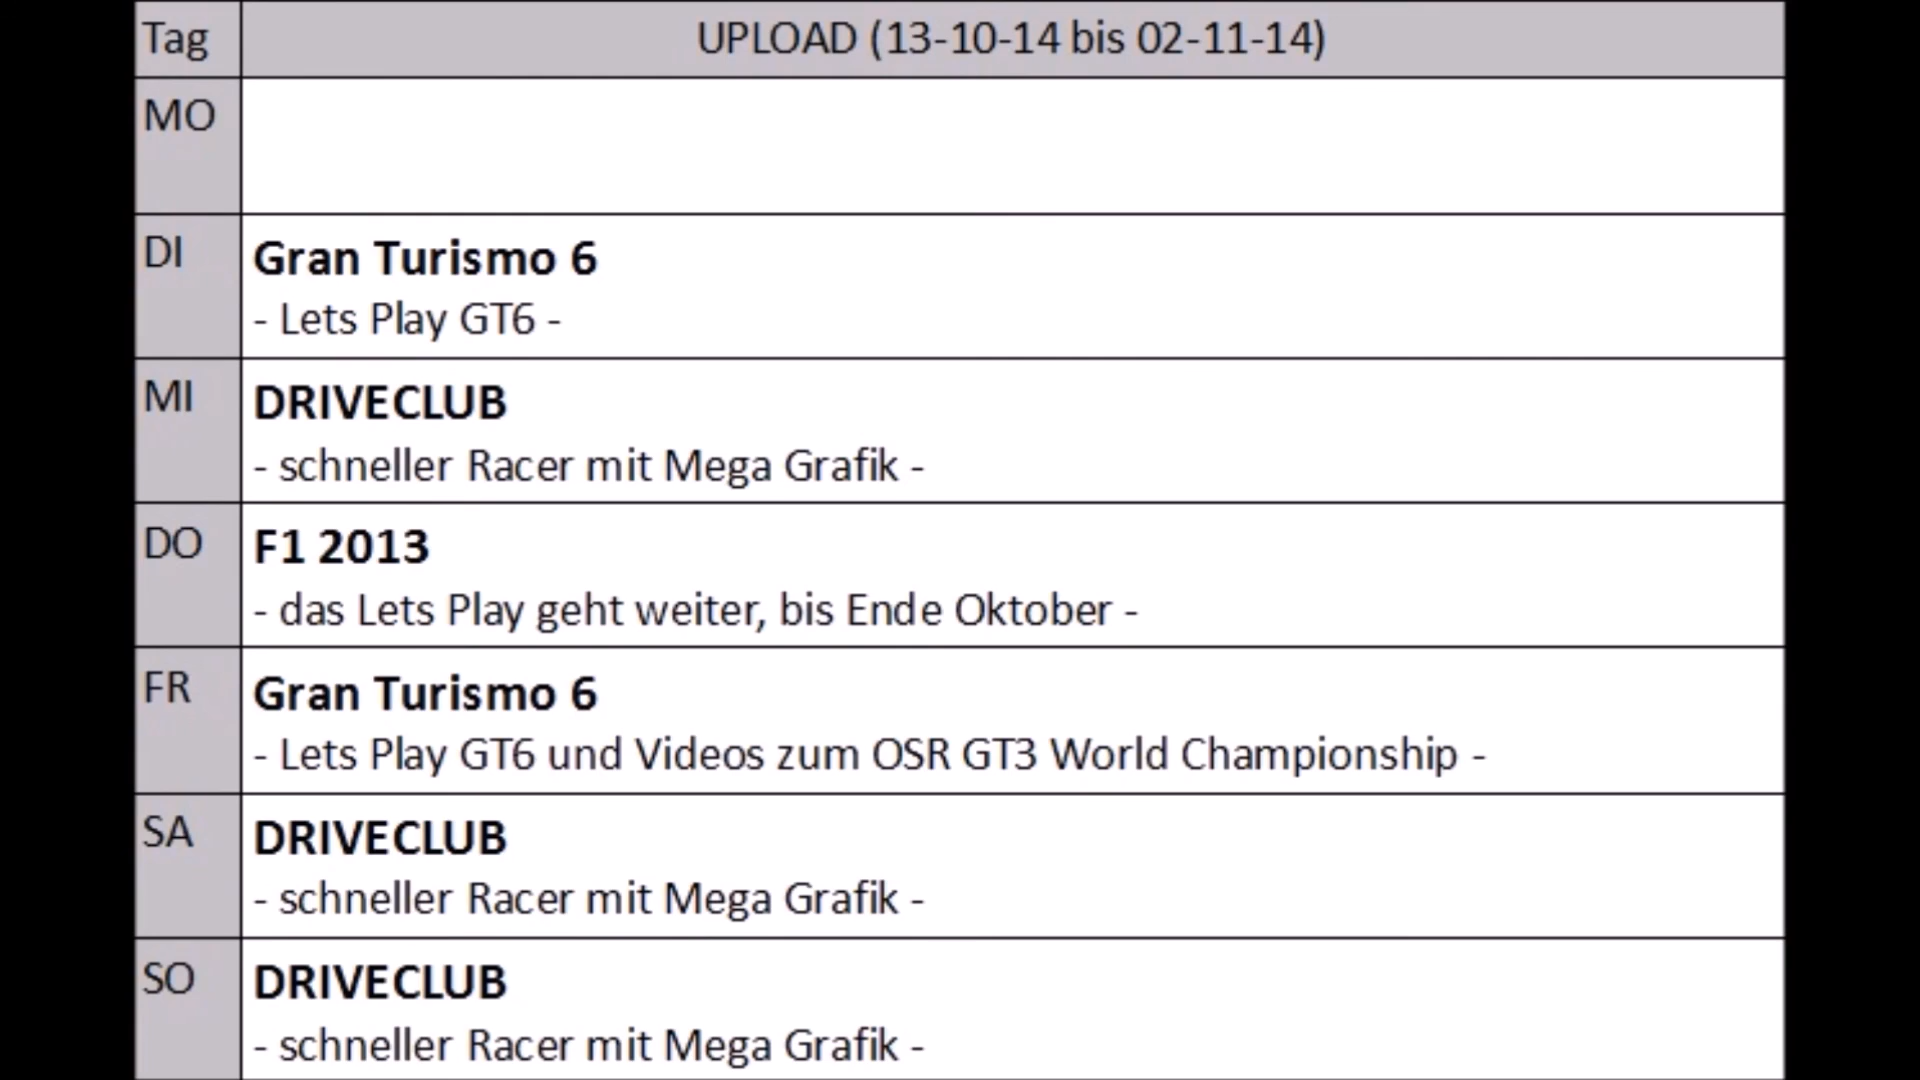 Tag UPLOAD (13-10-14 bis 02-11-14)
MO
DI Gran Turismo 6
- Lets Play GT6 -
MI DRIVECLUB
- schneller Racer mit Mega Grafik -
DO F1 2013
- das Lets Play geht weiter, bis Ende Oktober -
FR Gran Turismo 6
- Lets Play GT6 und Videos zum OSR GT3 World Championship -
SA DRIVECLUB
- schneller Racer mit Mega Grafik -
SO DRIVECLUB
- schneller Racer mit Mega Grafik -